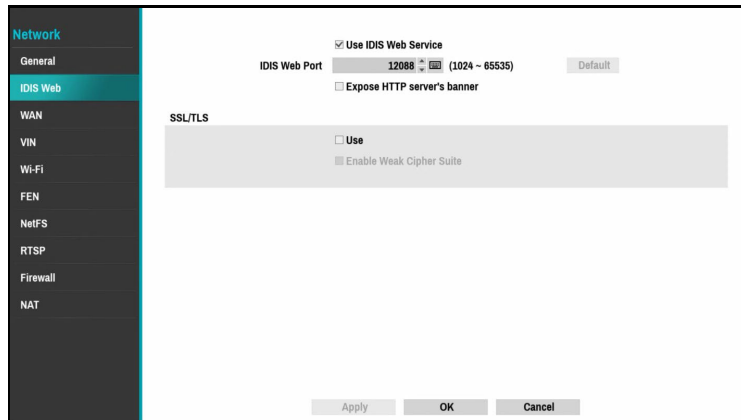 Network
General
IDIS Web
WAN
VIN
Wi-Fi
FEN
NetFS
RTSP
Firewall
NAT
Use IDIS Web Service
IDIS Web Port 12088 (1024 ~ 65535) Default
Expose HTTP server's banner
SSL/TLS
Use
Enable Weak Cipher Suite
Apply OK Cancel